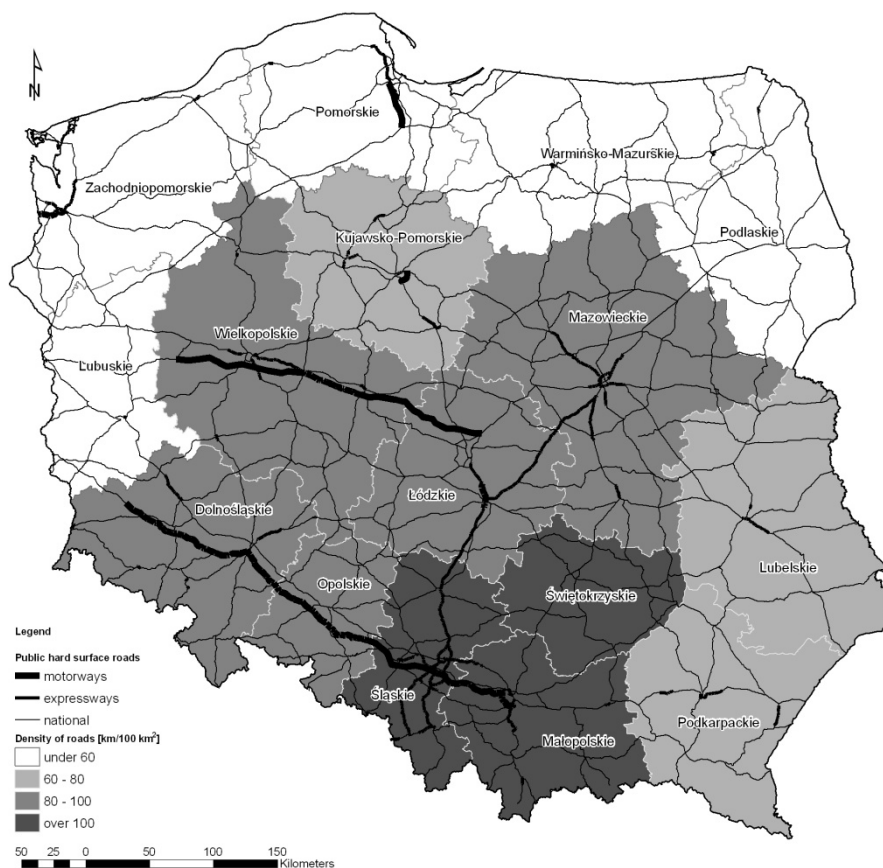 N
Pomorskie
Warmińsko-Mazurskie
Zachodniopomorskie
Podlaskie
Kujawsko-Pomorskie
Mazowieckie
Wielkopolskie
Lubuskie
Łódzkie
Dolnośląskie
Lubelskie
Opolskie
Świętokrzyskie
Śląskie
Podkarpackie
Małopolskie
Legend
Public hard surface roads
motorways
expressways
national
Density of roads [km/100 km²]
under 60
60 - 80
80 - 100
over 100
50 25 0 50 100 150
Kilometers